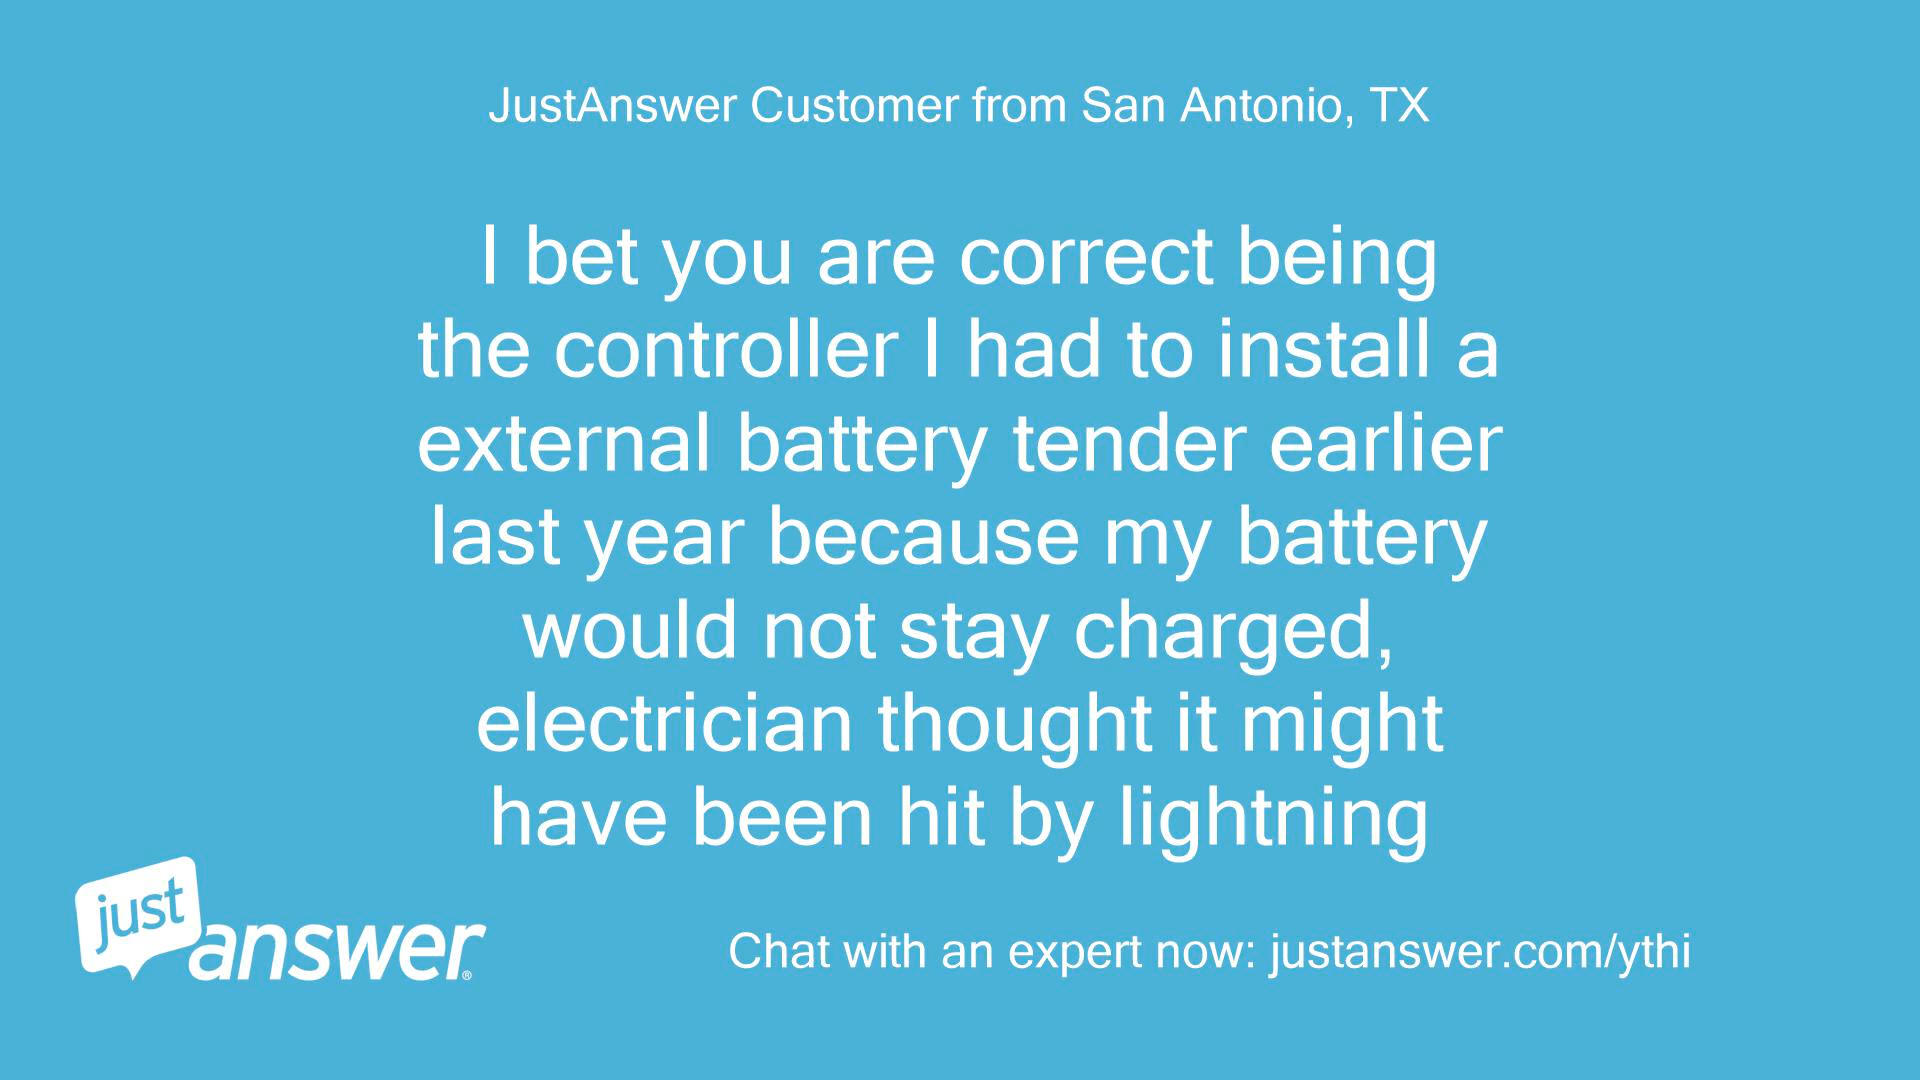 JustAnswer Customer from San Antonio, TX
I bet you are correct being
the controller I had to install a
external battery tender earlier
last year because my battery
would not stay charged,
electrician thought it might
have been hit by lightning
just
answer®
Chat with an expert now: justanswer.com/ythi